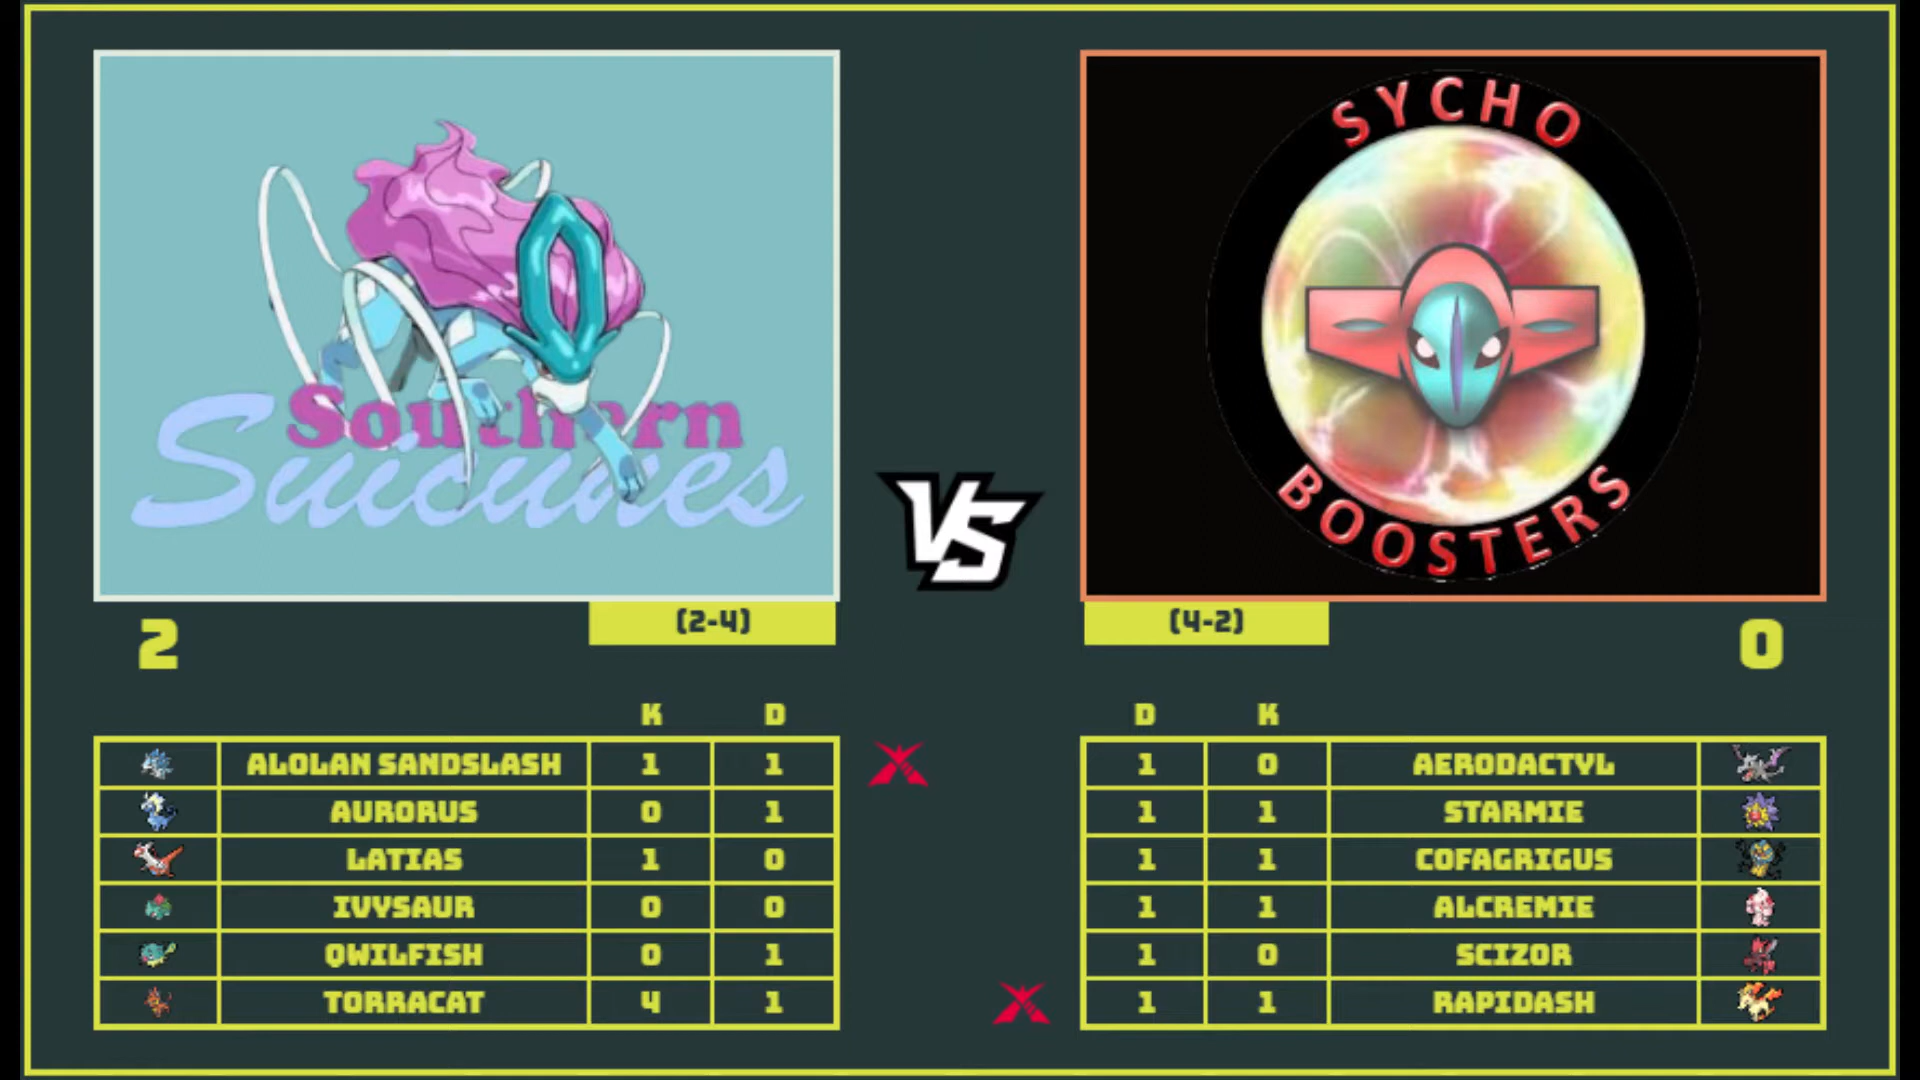 Southern
Suicunes
SYCHO
BOOSTERS
VS
(2-4)
(4-2)
2
0
K D
D K
ALOLAN SANDSLASH 1 1
1 0 AERODACTYL
AURORUS 0 1
1 1 STARMIE
LATIAS 1 0
1 1 COFAGRIGUS
IVYSAUR 0 0
1 1 ALCREMIE
QWILFISH 0 1
1 0 SCIZOR
TORRACAT 4 1
1 1 RAPIDASH